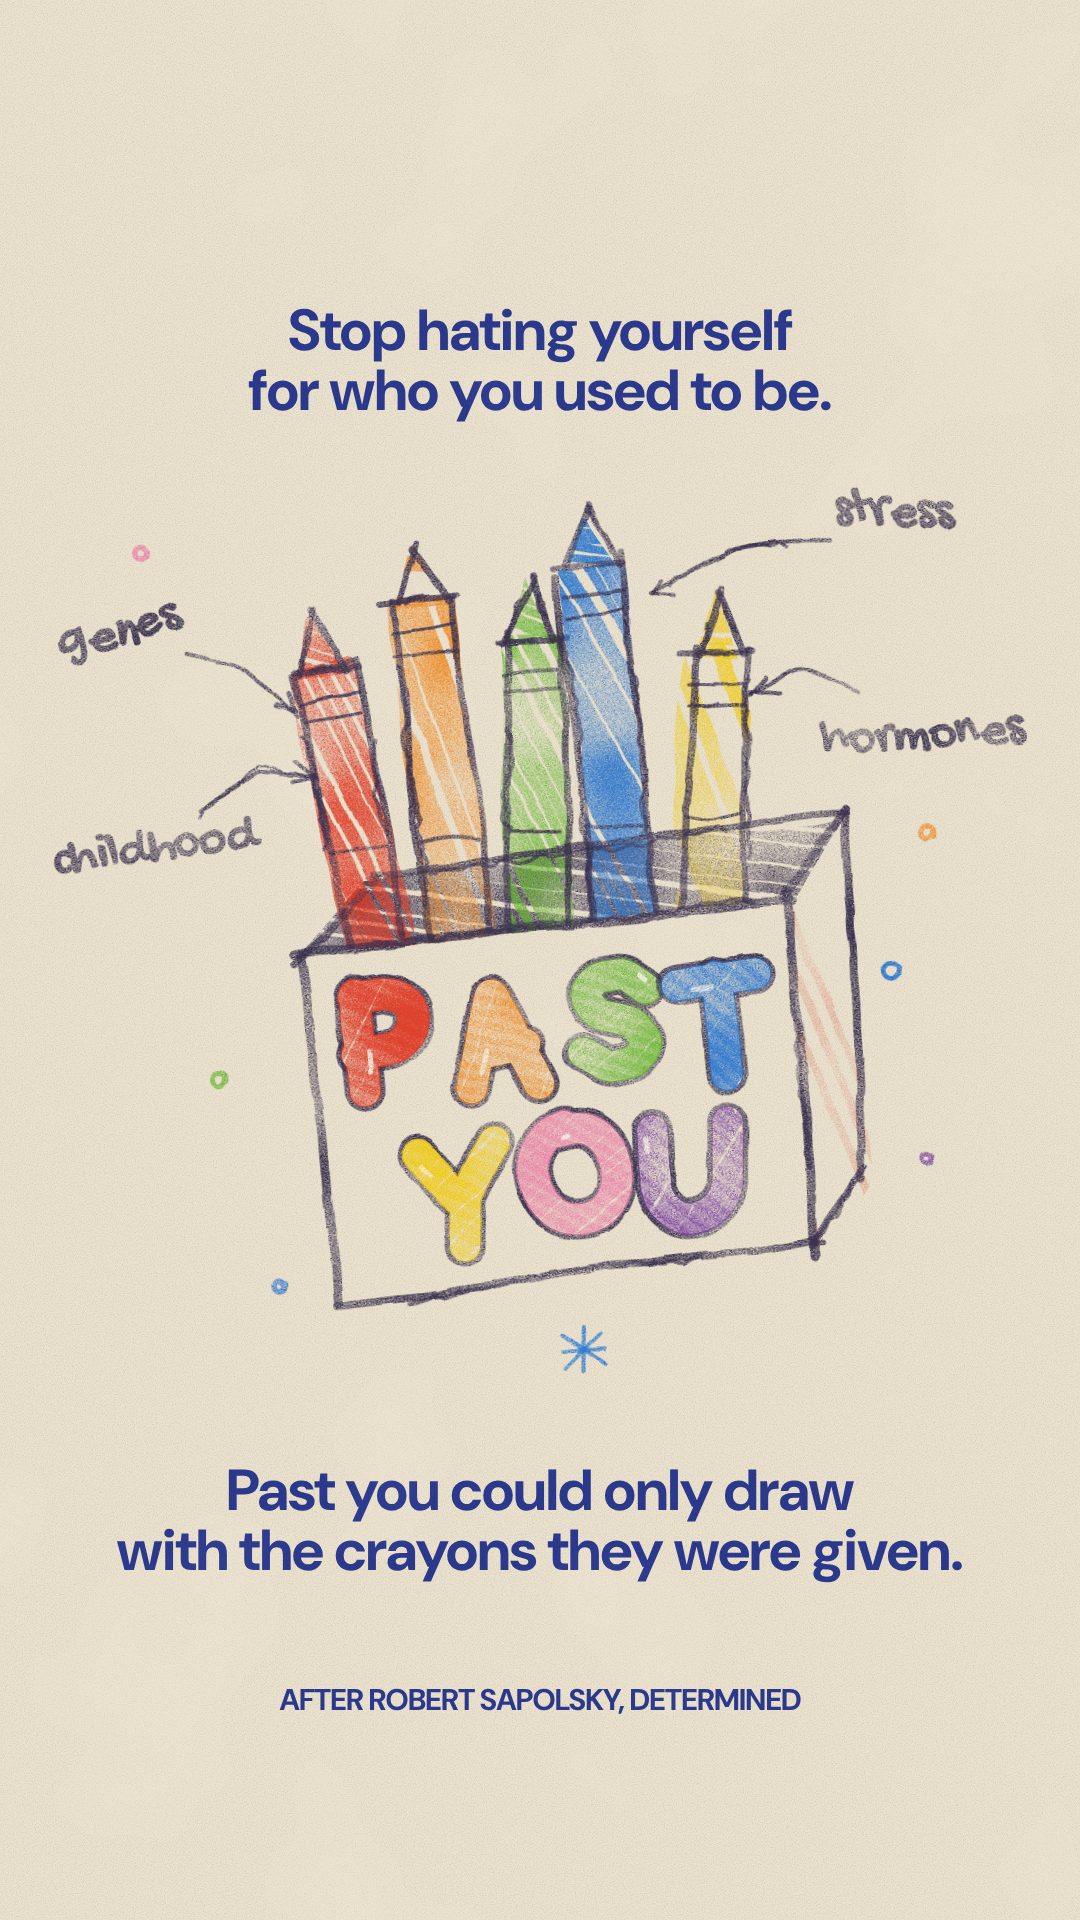 Stop hating yourself
for who you used to be.
stress
genes
hormones
childhood
PAST
YOU
Past you could only draw
with the crayons they were given.
AFTER ROBERT SAPOLSKY, DETERMINED